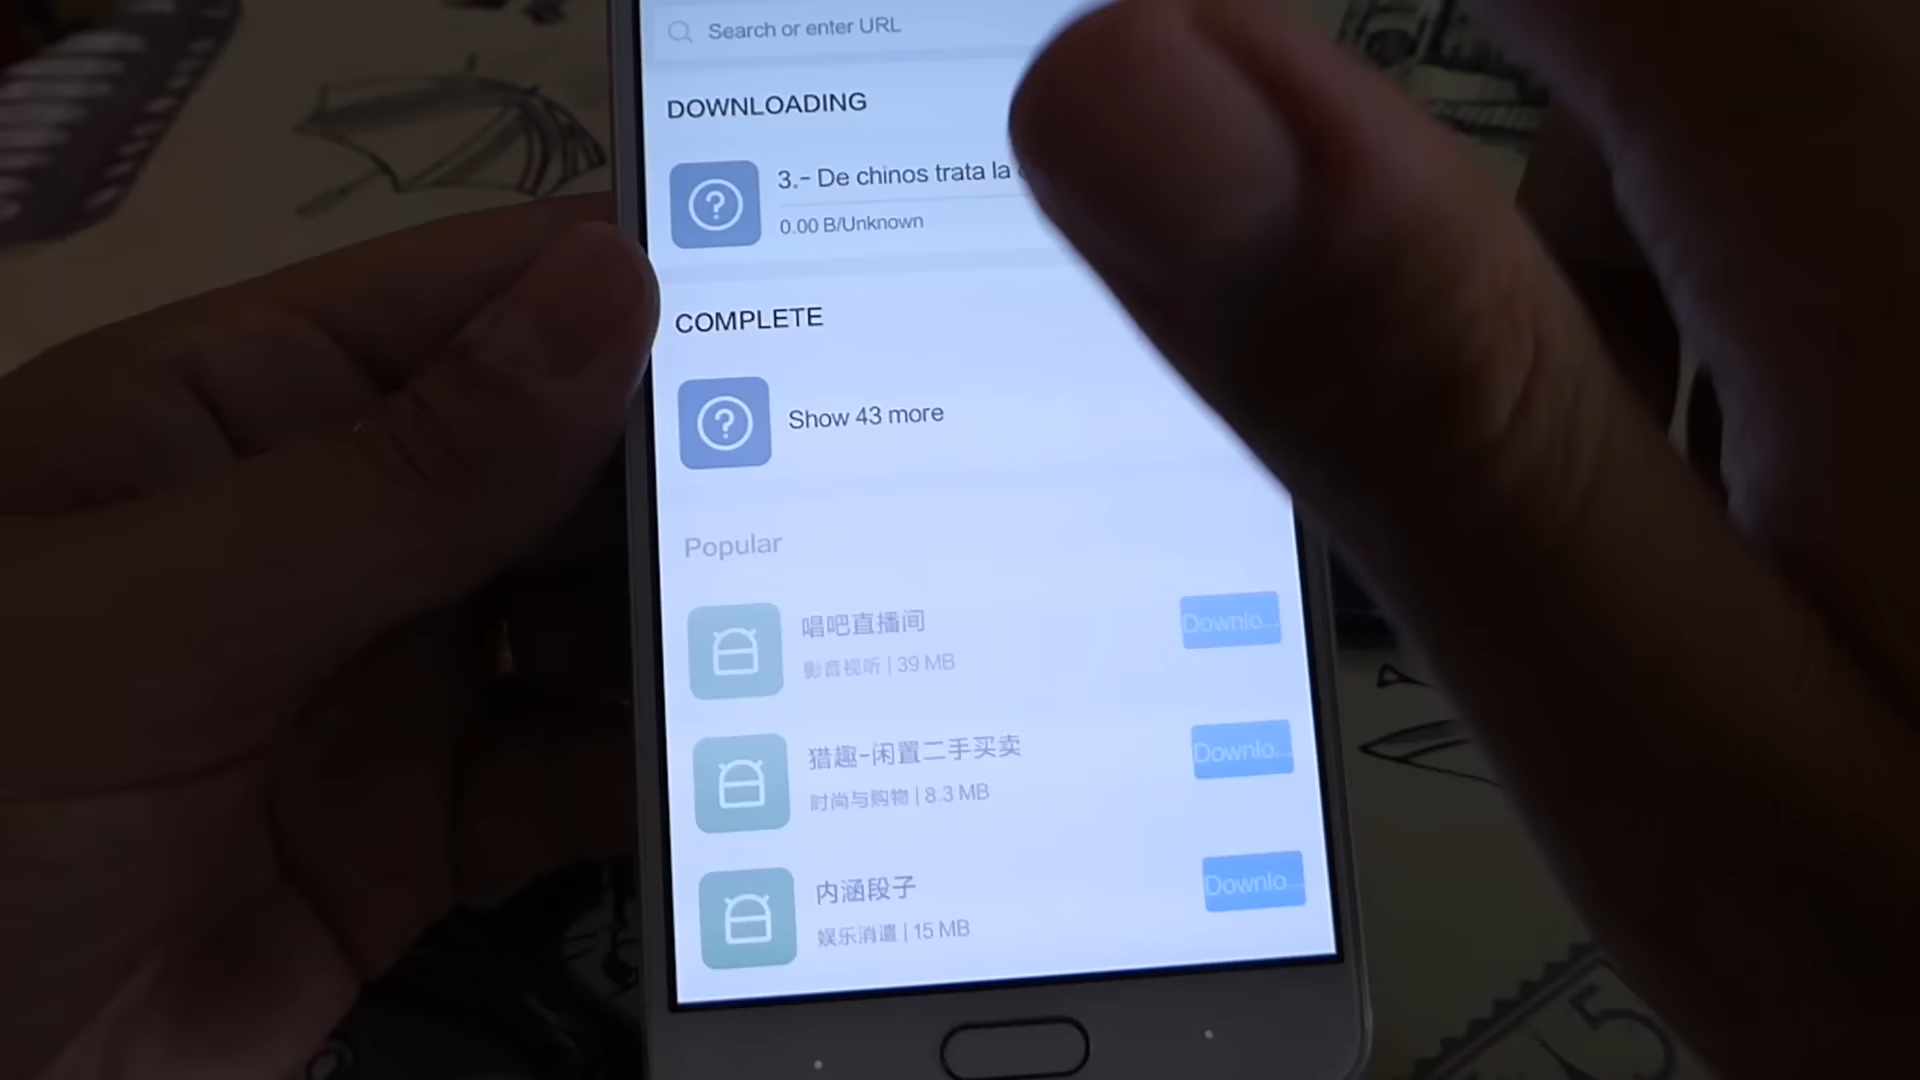 Search or enter URL
DOWNLOADING
3.- De chinos trata la
0.00 B/Unknown
COMPLETE
Show 43 more
Popular
唱吧直播间
Downlo...
影音视听 | 39 MB
猎趣-闲置二手买卖
Downlo...
时尚与购物 | 8.3 MB
内涵段子
Downlo...
娱乐消遣 | 15 MB
5